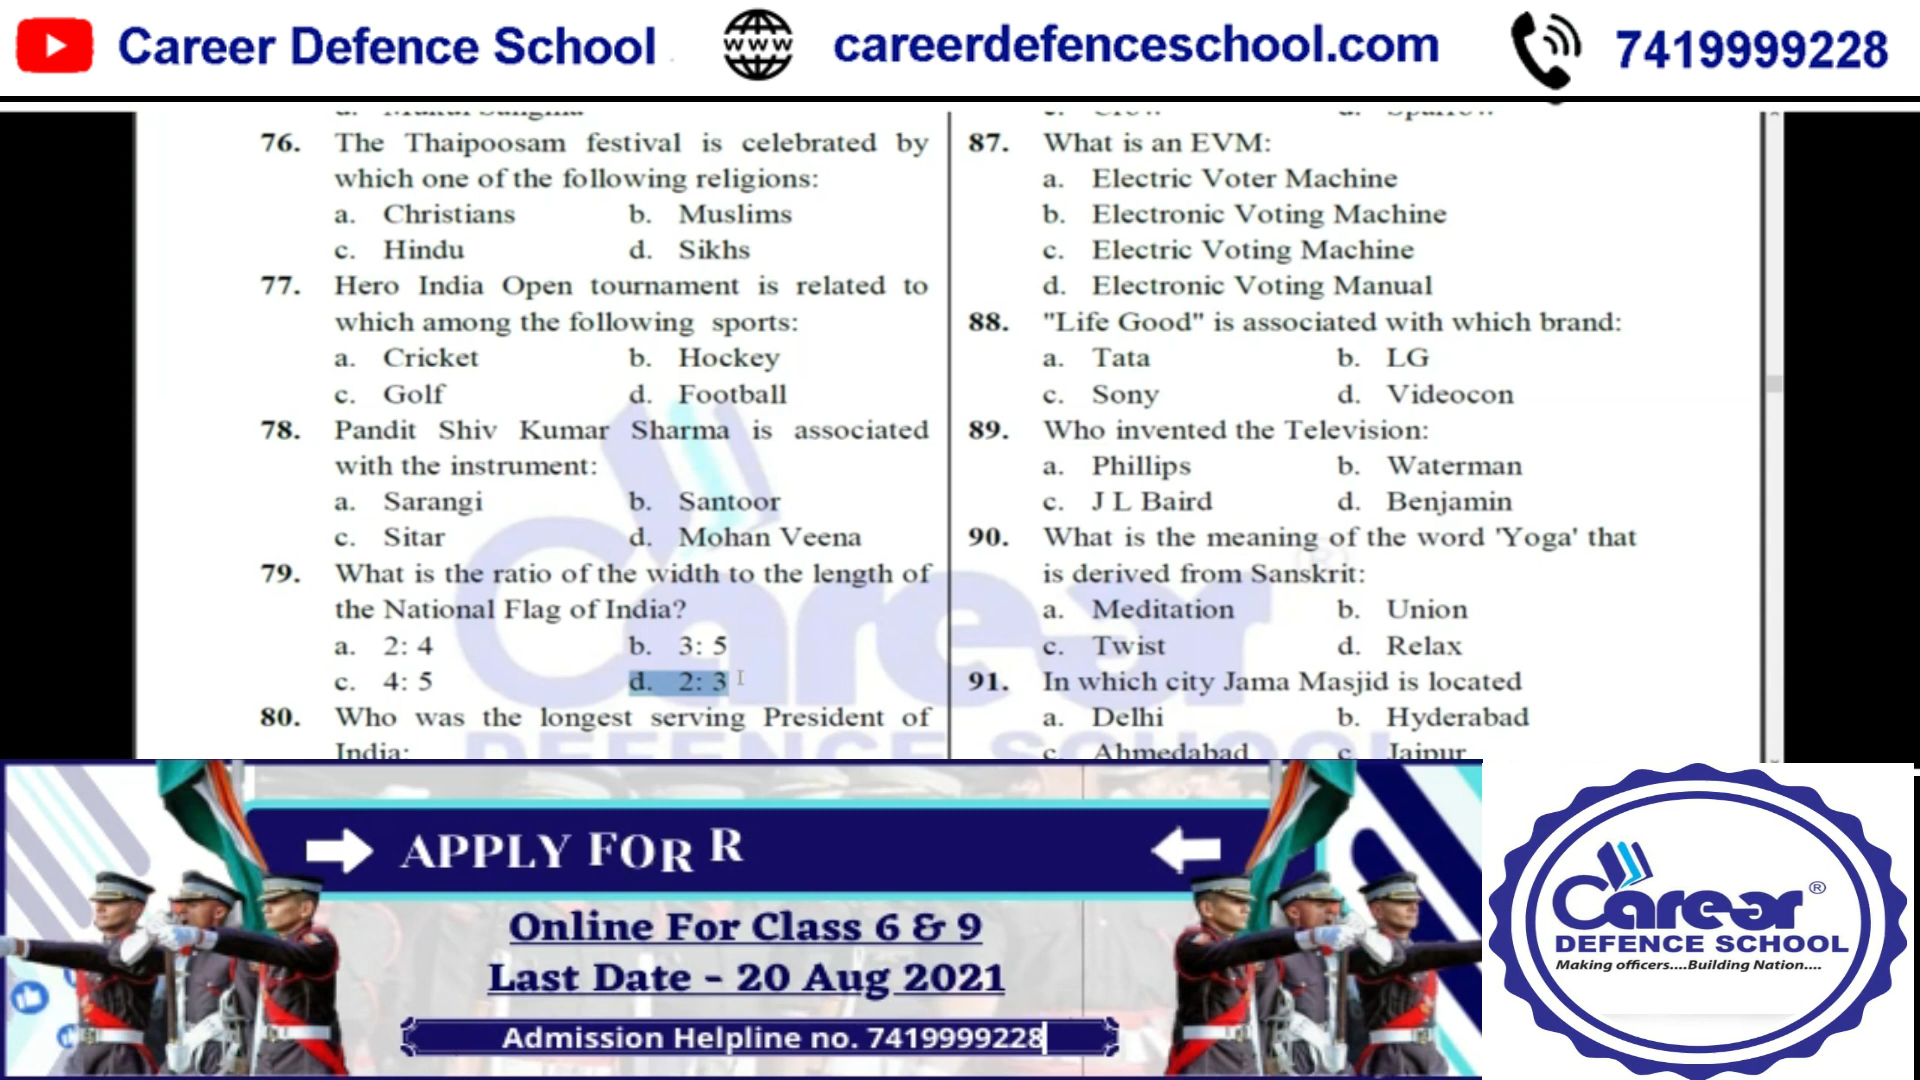 Career Defence School
www
careerdefenceschool.com
7419999228
76. The Thaipoosam festival is celebrated by
which one of the following religions:
a. Christians b. Muslims
c. Hindu d. Sikhs
77. Hero India Open tournament is related to
which among the following sports:
a. Cricket b. Hockey
c. Golf d. Football
78. Pandit Shiv Kumar Sharma is associated
with the instrument:
a. Sarangi b. Santoor
c. Sitar d. Mohan Veena
79. What is the ratio of the width to the length of
the National Flag of India?
a. 2: 4 b. 3: 5
c. 4: 5 d. 2: 3
80. Who was the longest serving President of
India:
c. Crow d. Sparrow
87. What is an EVM:
a. Electric Voter Machine
b. Electronic Voting Machine
c. Electric Voting Machine
d. Electronic Voting Manual
88. "Life Good" is associated with which brand:
a. Tata b. LG
c. Sony d. Videocon
89. Who invented the Television:
a. Phillips b. Waterman
c. J L Baird d. Benjamin
90. What is the meaning of the word 'Yoga' that
is derived from Sanskrit:
a. Meditation b. Union
c. Twist d. Relax
91. In which city Jama Masjid is located
a. Delhi b. Hyderabad
c. Ahmedabad c. Jaipur
Career ®
DEFENCE SCHOOL
APPLY FOR R
Online For Class 6 & 9
Last Date - 20 Aug 2021
Admission Helpline no. 7419999228
Career ®
DEFENCE SCHOOL
Making officers....Building Nation....